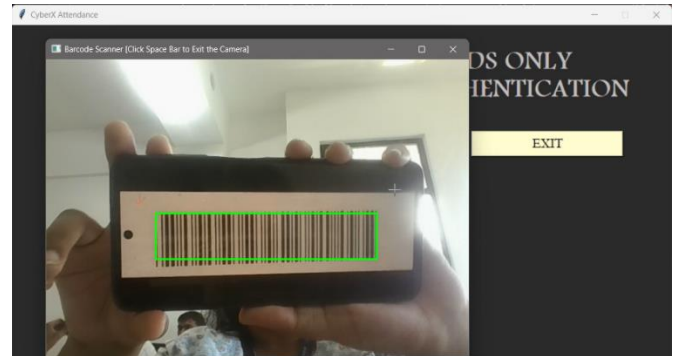 CyberX Attendance
Barcode Scanner [Click Space Bar to Exit the Camera]
DS ONLY
HENTICATION
EXIT